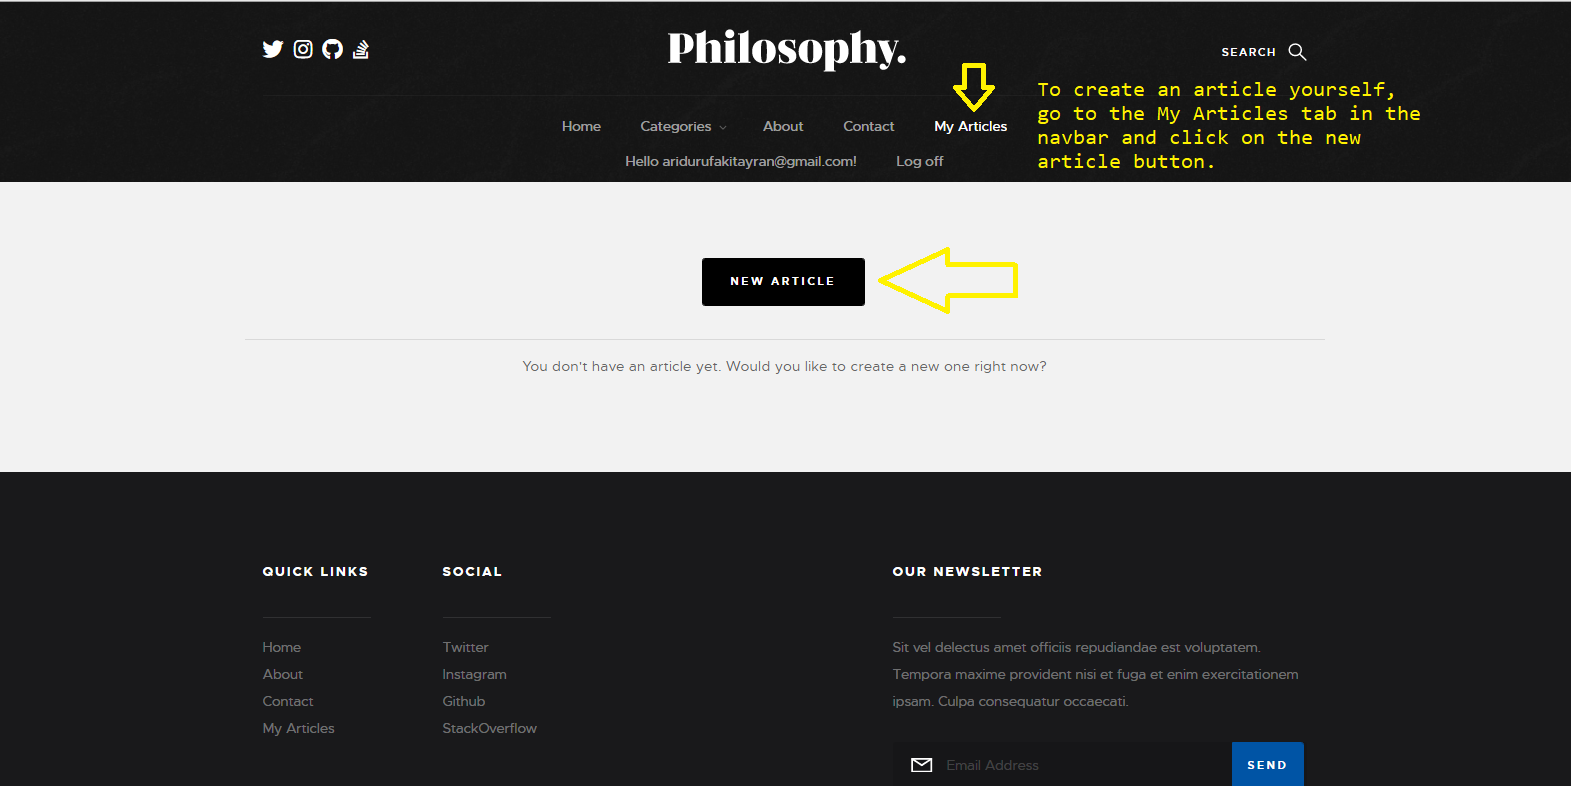 Philosophy.
SEARCH
To create an article yourself,
go to the My Articles tab in the
navbar and click on the new
article button.
Home Categories About Contact My Articles
Hello aridurufakitayran@gmail.com! Log off
NEW ARTICLE
You don't have an article yet. Would you like to create a new one right now?
QUICK LINKS
Home
About
Contact
My Articles
SOCIAL
Twitter
Instagram
Github
StackOverflow
OUR NEWSLETTER
Sit vel delectus amet officiis repudiandae est voluptatem.
Tempora maxime provident nisi et fuga et enim exercitationem
ipsam. Culpa consequatur occaecati.
Email Address
SEND